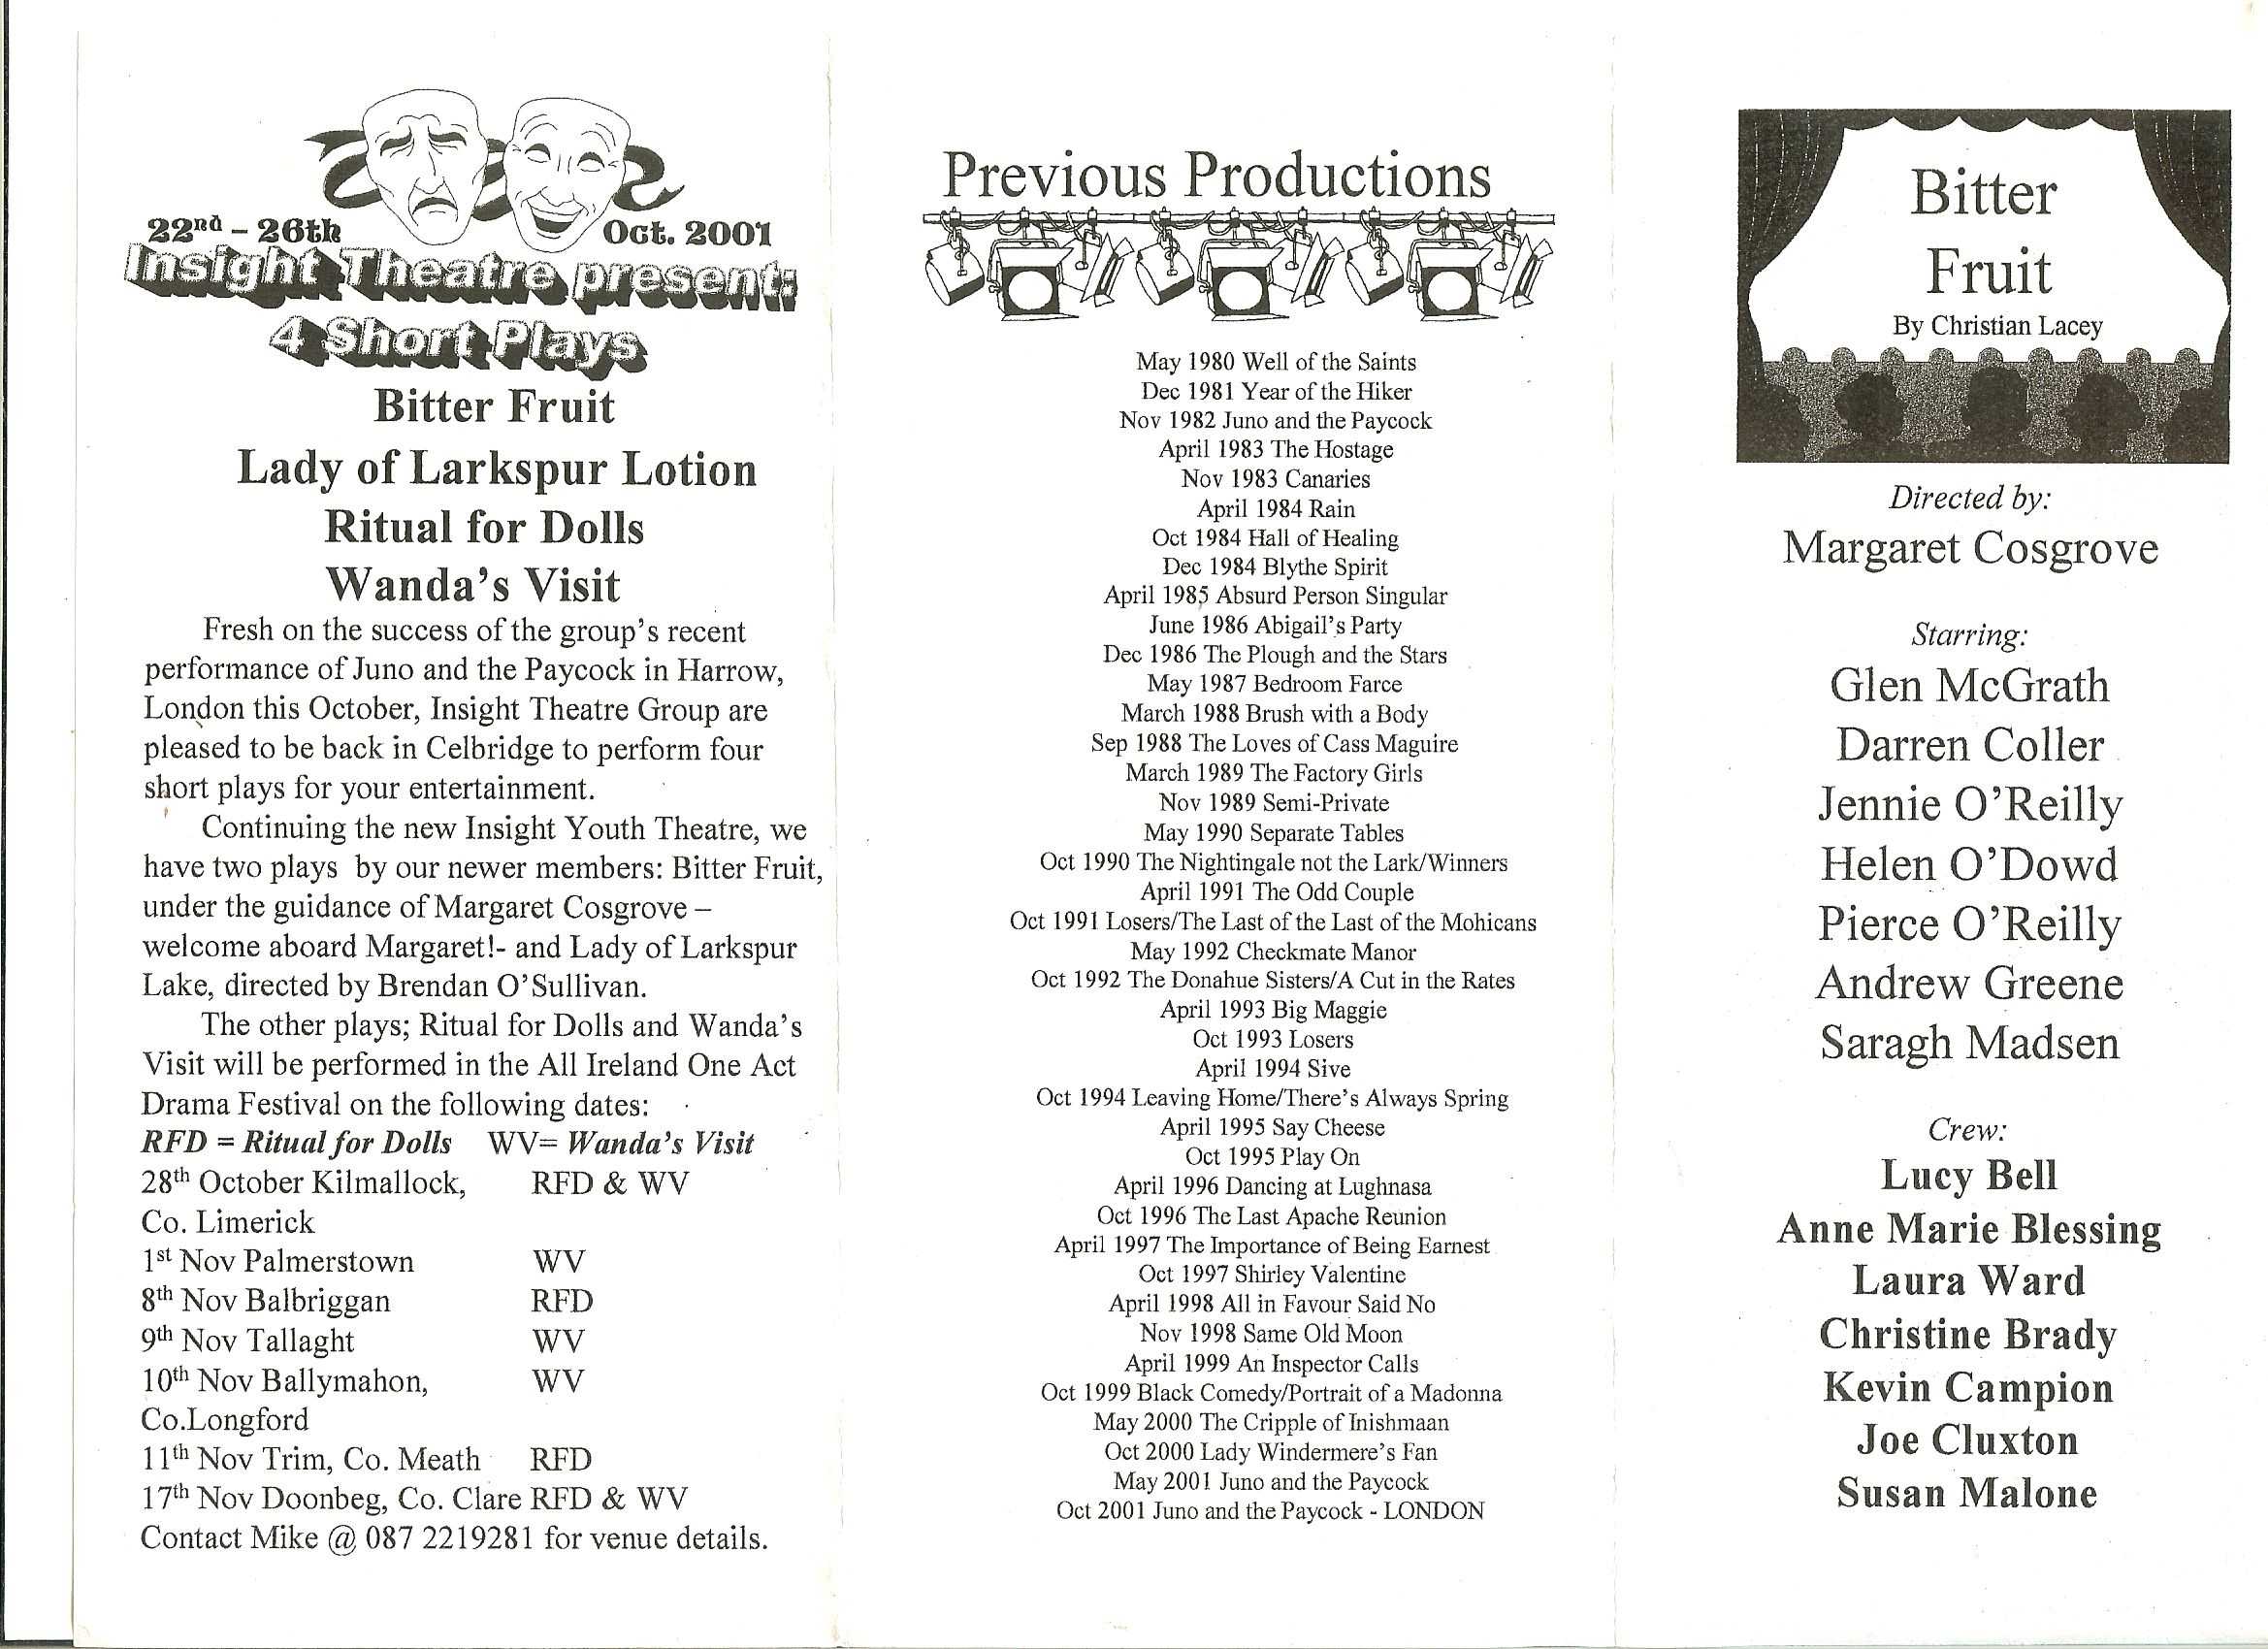 22nd – 26th Oct. 2001
Insight Theatre present:
4 Short Plays
Bitter Fruit
Lady of Larkspur Lotion
Ritual for Dolls
Wanda's Visit
Fresh on the success of the group's recent
performance of Juno and the Paycock in Harrow,
London this October, Insight Theatre Group are
pleased to be back in Celbridge to perform four
short plays for your entertainment.
Continuing the new Insight Youth Theatre, we
have two plays by our newer members: Bitter Fruit,
under the guidance of Margaret Cosgrove –
welcome aboard Margaret!- and Lady of Larkspur
Lake, directed by Brendan O'Sullivan.
The other plays; Ritual for Dolls and Wanda's
Visit will be performed in the All Ireland One Act
Drama Festival on the following dates:
RFD = Ritual for Dolls WV= Wanda's Visit
28th October Kilmallock, RFD & WV
Co. Limerick
1st Nov Palmerstown WV
8th Nov Balbriggan RFD
9th Nov Tallaght WV
10th Nov Ballymahon, WV
Co.Longford
11th Nov Trim, Co. Meath RFD
17th Nov Doonbeg, Co. Clare RFD & WV
Contact Mike @ 087 2219281 for venue details.
Previous Productions
May 1980 Well of the Saints
Dec 1981 Year of the Hiker
Nov 1982 Juno and the Paycock
April 1983 The Hostage
Nov 1983 Canaries
April 1984 Rain
Oct 1984 Hall of Healing
Dec 1984 Blythe Spirit
April 1985 Absurd Person Singular
June 1986 Abigail's Party
Dec 1986 The Plough and the Stars
May 1987 Bedroom Farce
March 1988 Brush with a Body
Sep 1988 The Loves of Cass Maguire
March 1989 The Factory Girls
Nov 1989 Semi-Private
May 1990 Separate Tables
Oct 1990 The Nightingale not the Lark/Winners
April 1991 The Odd Couple
Oct 1991 Losers/The Last of the Last of the Mohicans
May 1992 Checkmate Manor
Oct 1992 The Donahue Sisters/A Cut in the Rates
April 1993 Big Maggie
Oct 1993 Losers
April 1994 Sive
Oct 1994 Leaving Home/There's Always Spring
April 1995 Say Cheese
Oct 1995 Play On
April 1996 Dancing at Lughnasa
Oct 1996 The Last Apache Reunion
April 1997 The Importance of Being Earnest
Oct 1997 Shirley Valentine
April 1998 All in Favour Said No
Nov 1998 Same Old Moon
April 1999 An Inspector Calls
Oct 1999 Black Comedy/Portrait of a Madonna
May 2000 The Cripple of Inishmaan
Oct 2000 Lady Windermere's Fan
May 2001 Juno and the Paycock
Oct 2001 Juno and the Paycock - LONDON
Bitter
Fruit
By Christian Lacey
Directed by:
Margaret Cosgrove
Starring:
Glen McGrath
Darren Coller
Jennie O'Reilly
Helen O'Dowd
Pierce O'Reilly
Andrew Greene
Saragh Madsen
Crew:
Lucy Bell
Anne Marie Blessing
Laura Ward
Christine Brady
Kevin Campion
Joe Cluxton
Susan Malone